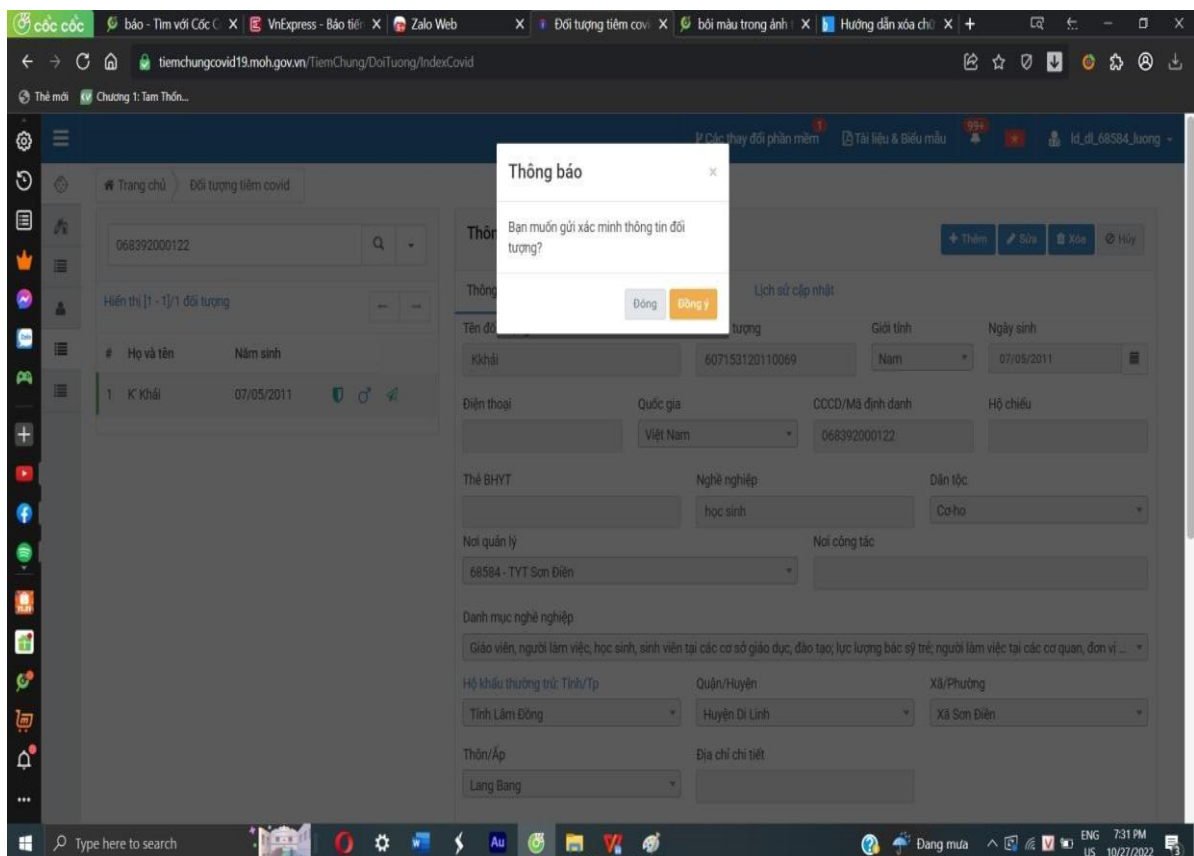 cốc cốc
báo - Tìm với Cốc C
VnExpress - Báo tiến
Zalo Web
Đối tượng tiêm covi
bôi màu trong ảnh
Hướng dẫn xóa chữ
tiemchungcovid19.moh.gov.vn/TiemChung/DoiTuong/IndexCovid
Thẻ mới
Chương 1: Tam Thốn...
Các thay đổi phần mềm
1
Tài liệu & Biểu mẫu
99+
ld_dl_68584_luong
Trang chủ
Đối tượng tiêm covid
Thông báo
×
Bạn muốn gửi xác minh thông tin đối
tượng?
Đóng
Đồng ý
068392000122
Hiển thị [1 - 1]/1 đối tượng
# Họ và tên Năm sinh
1 K' Khải 07/05/2011
Thôn
+ Thêm
Sửa
Xóa
Hủy
Thông
Lịch sử cập nhật
Tên đố
tượng
Giới tính
Ngày sinh
Kkhải
607153120110069
Nam
07/05/2011
Điện thoại
Quốc gia
CCCD/Mã định danh
Hộ chiếu
Việt Nam
068392000122
Thẻ BHYT
Nghề nghiệp
Dân tộc
học sinh
Cơ-ho
Nơi quản lý
Nơi công tác
68584 - TYT Sơn Điền
Danh mục nghề nghiệp
Giáo viên, người làm việc, học sinh, sinh viên tại các cơ sở giáo dục, đào tạo; lực lượng bác sỹ trẻ; người làm việc tại các cơ quan, đơn vị ...
Hộ khẩu thường trú: Tỉnh/Tp
Quận/Huyện
Xã/Phường
Tỉnh Lâm Đồng
Huyện Di Linh
Xã Sơn Điền
Thôn/Ấp
Địa chỉ chi tiết
Lang Bang
Type here to search
Đang mưa
ENG
US
7:31 PM
10/27/2022